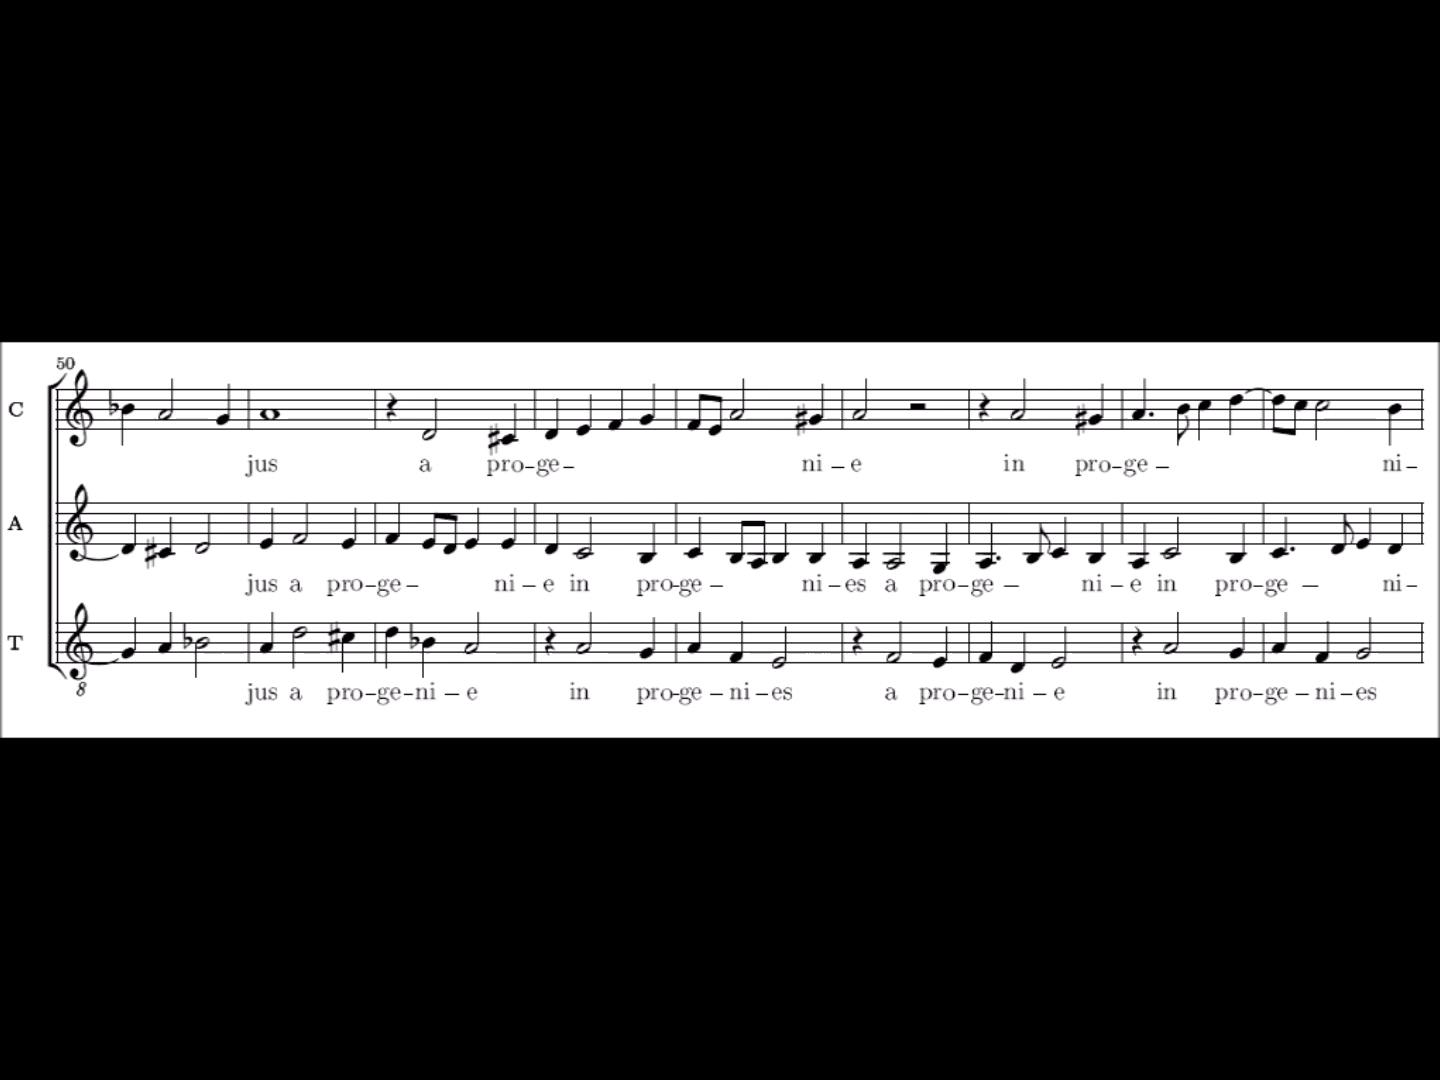 50
C
jus a pro-ge- ni-e in pro-ge- ni-
A
jus a pro-ge- ni-e in pro-ge- ni-es a pro-ge- ni-e in pro-ge- ni-
T
8
jus a pro-ge-ni-e in pro-ge-ni-es a pro-ge-ni-e in pro-ge-ni-es